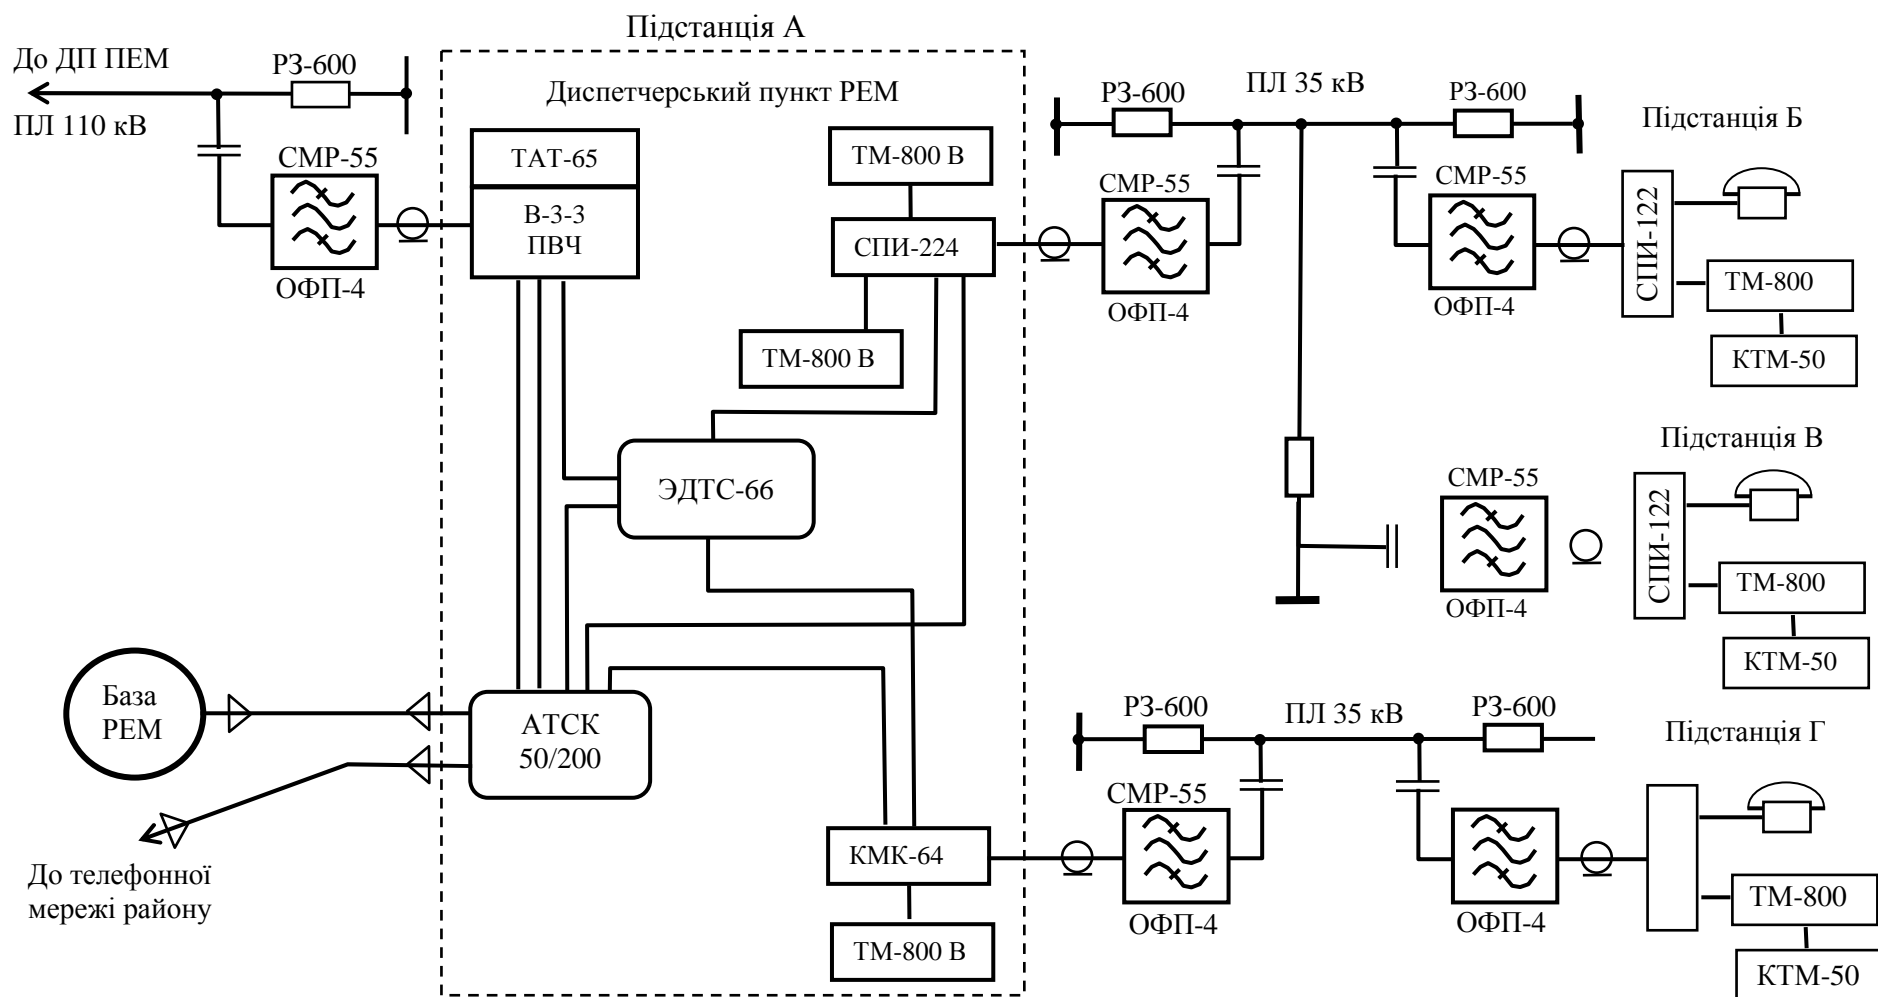 Підстанція А
До ДП ПЕМ
РЗ-600
ПЛ 110 кВ
СМР-55
ОФП-4
Диспетчерський пункт РЕМ
ТАТ-65
В-3-3
ПВЧ
ТМ-800 В
СПИ-224
ТМ-800 В
ЭДТС-66
База
РЕМ
АТСК
50/200
До телефонної
мережі району
КМК-64
ТМ-800 В
РЗ-600
ПЛ 35 кВ
РЗ-600
СМР-55
ОФП-4
СМР-55
ОФП-4
Підстанція Б
СПИ-122
ТМ-800
КТМ-50
Підстанція В
СМР-55
ОФП-4
СПИ-122
ТМ-800
КТМ-50
РЗ-600
ПЛ 35 кВ
РЗ-600
Підстанція Г
СМР-55
ОФП-4
ОФП-4
ТМ-800
КТМ-50